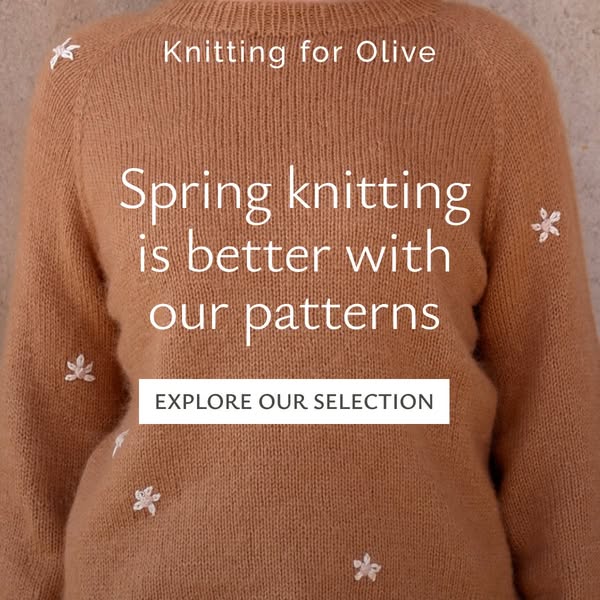 Knitting for Olive
Spring knitting
is better with
our patterns
EXPLORE OUR SELECTION